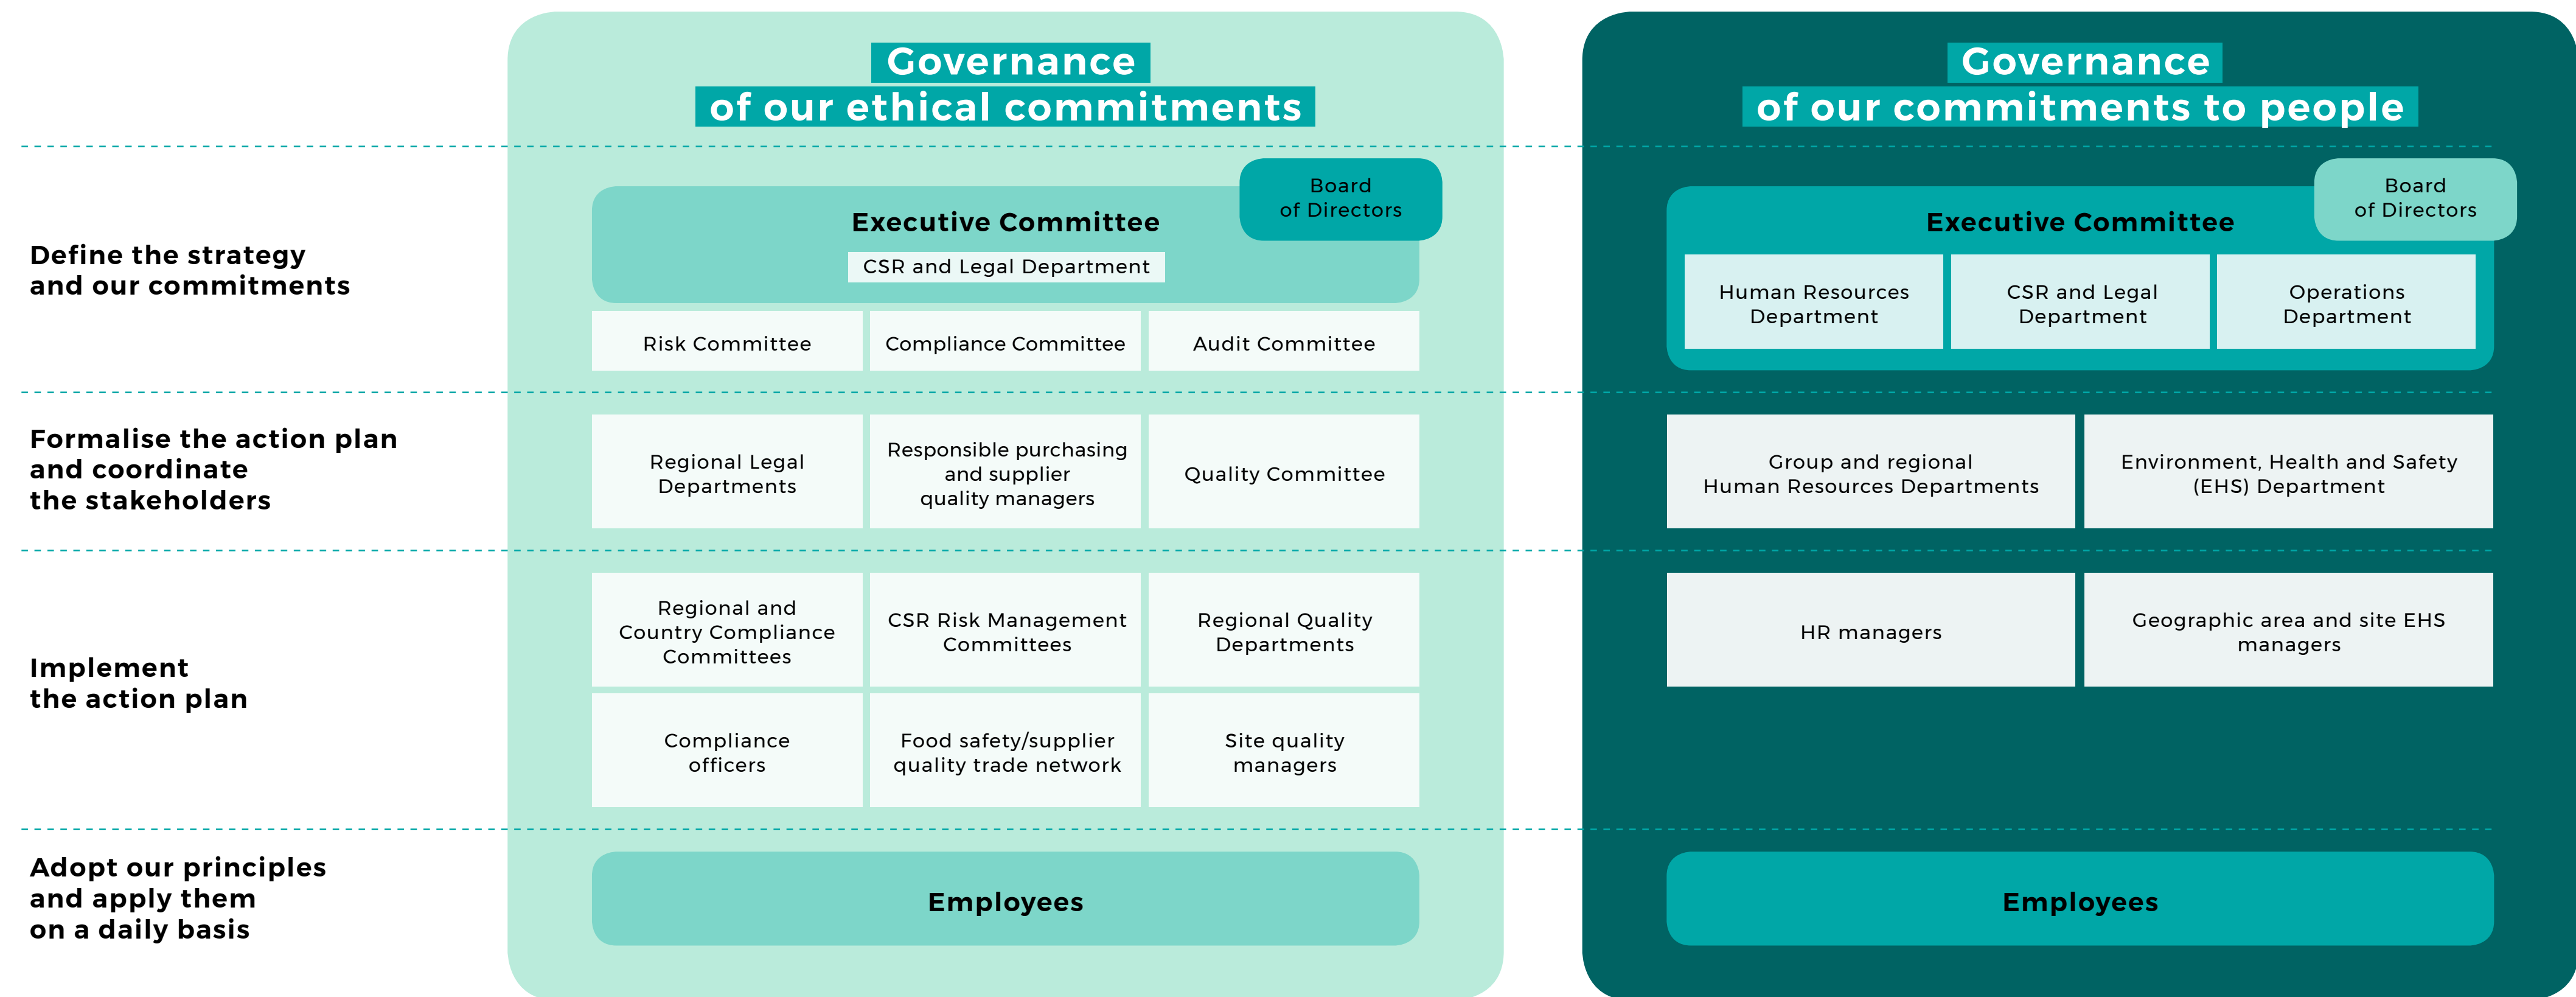 Governance
of our ethical commitments
Governance
of our commitments to people
Define the strategy
and our commitments
Board
of Directors
Executive Committee
CSR and Legal Department
Risk Committee
Compliance Committee
Audit Committee
Board
of Directors
Executive Committee
Human Resources
Department
CSR and Legal
Department
Operations
Department
Formalise the action plan
and coordinate
the stakeholders
Regional Legal
Departments
Responsible purchasing
and supplier
quality managers
Quality Committee
Group and regional
Human Resources Departments
Environment, Health and Safety
(EHS) Department
Implement
the action plan
Regional and
Country Compliance
Committees
CSR Risk Management
Committees
Regional Quality
Departments
Compliance
officers
Food safety/supplier
quality trade network
Site quality
managers
HR managers
Geographic area and site EHS
managers
Adopt our principles
and apply them
on a daily basis
Employees
Employees